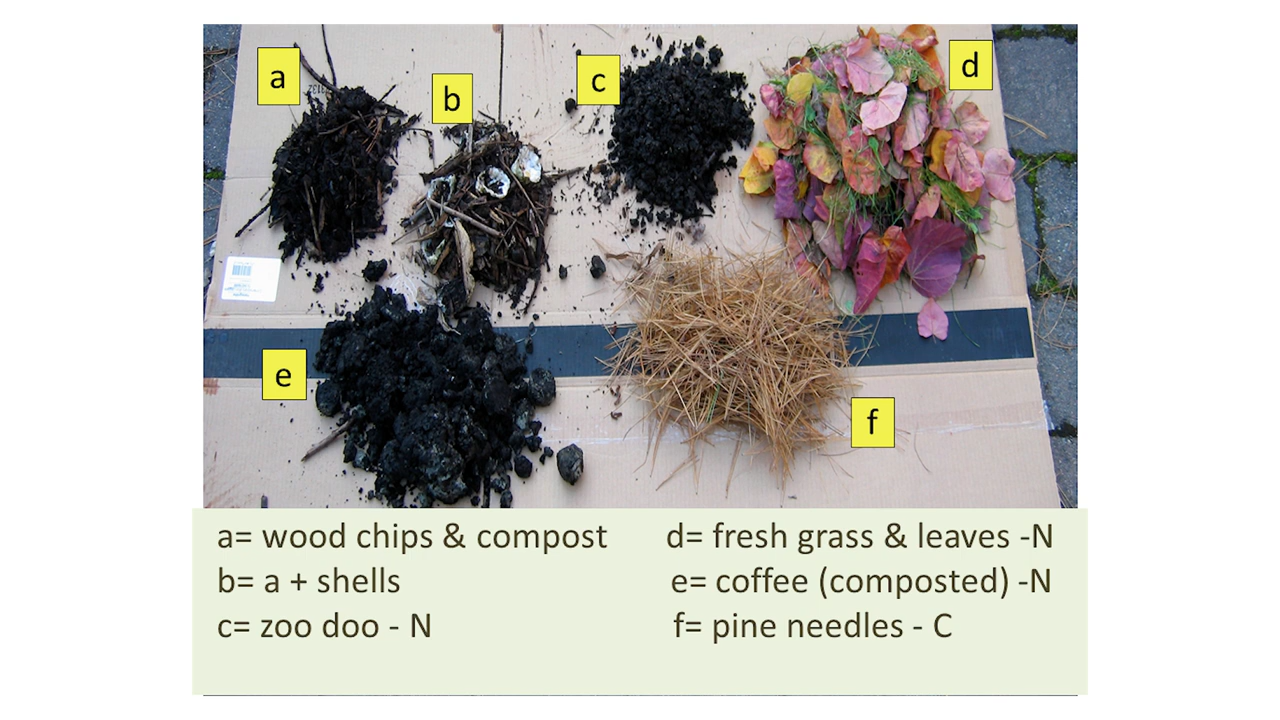 a
b
c
d
e
f
a= wood chips & compost
b= a + shells
c= zoo doo - N
d= fresh grass & leaves -N
e= coffee (composted) -N
f= pine needles - C